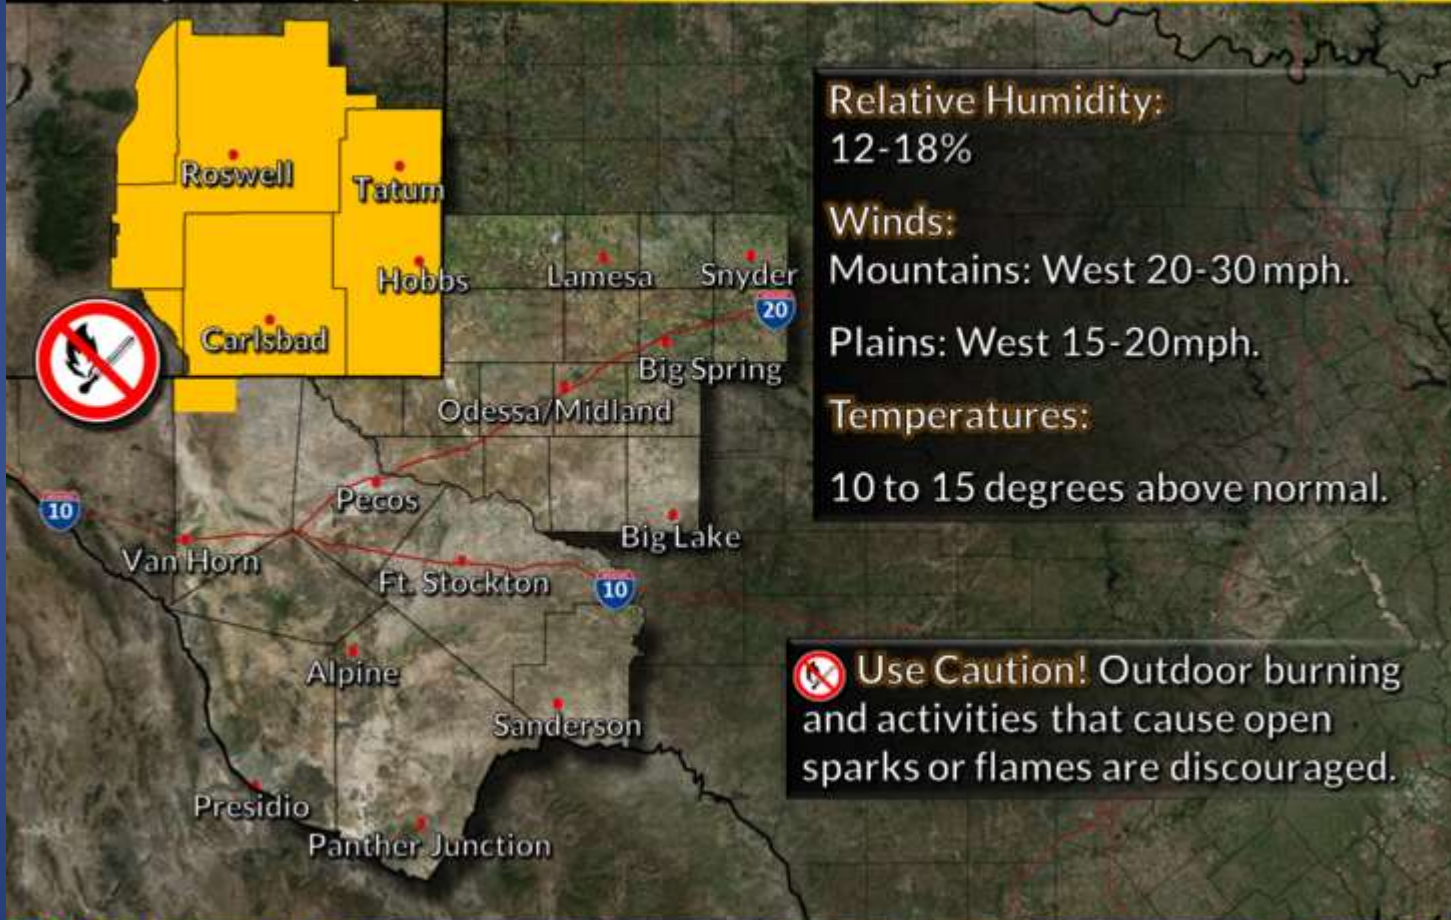 Relative Humidity:
12-18%
Winds:
Mountains: West 20-30 mph.
Plains: West 15-20mph.
Temperatures:
10 to 15 degrees above normal.
Roswell
Tatum
Hobbs
Lamesa
Snyder
20
Carlsbad
Big Spring
Odessa/Midland
Pecos
10
Big Lake
Van Horn
Ft. Stockton
10
Alpine
Sanderson
Presidio
Panther Junction
Use Caution! Outdoor burning
and activities that cause open
sparks or flames are discouraged.